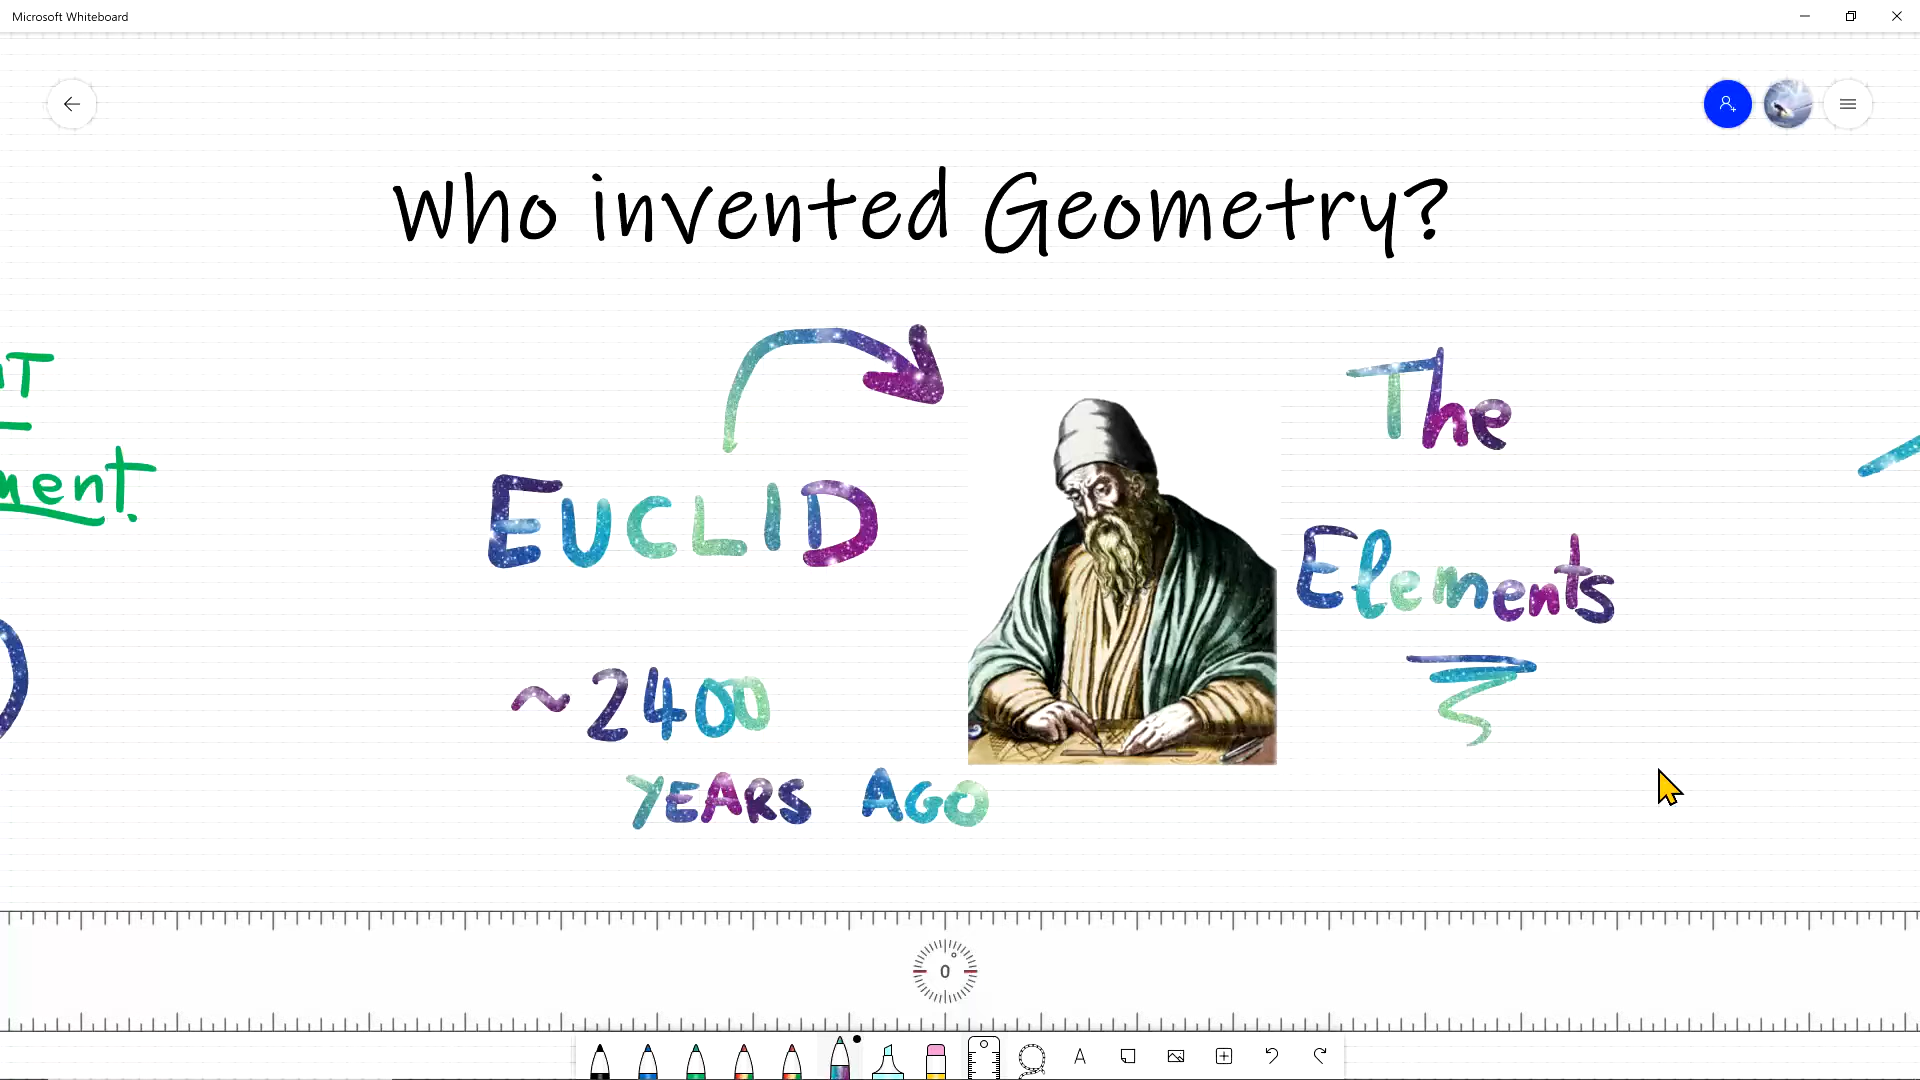 Microsoft Whiteboard
Who invented Geometry?
T
ment.
EUCLID
The
Elements
~2400
YEARS AGO
0°
A